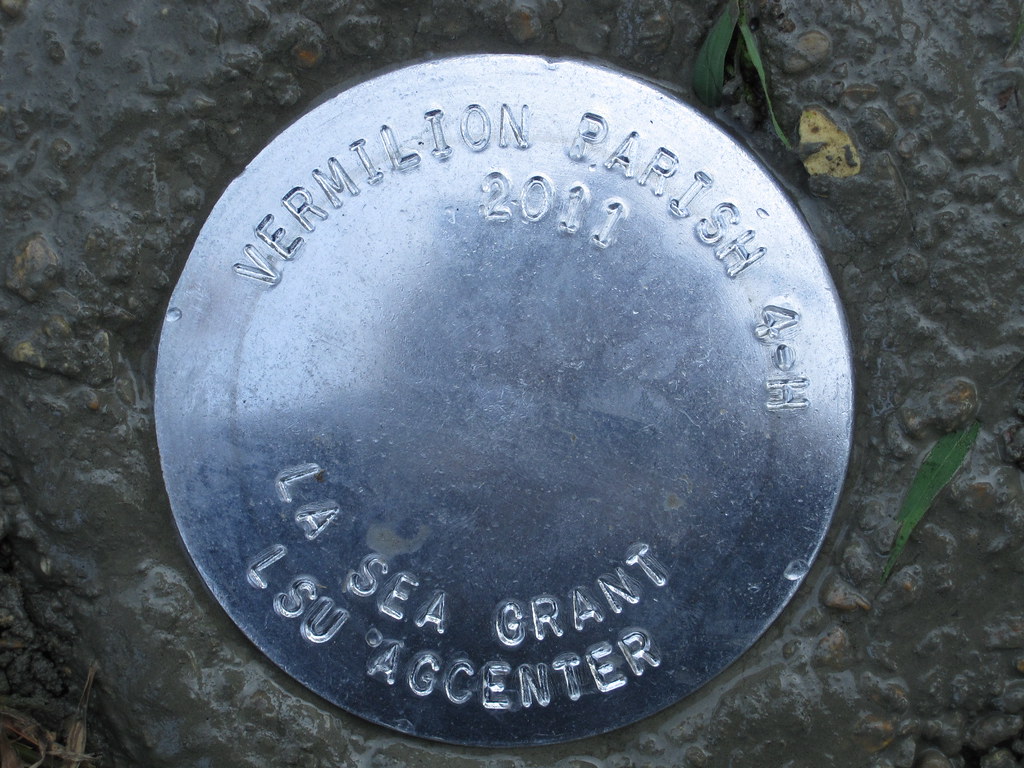 VERMILION PARISH 4-H
2011
LA SEA GRANT
LSU AGCENTER